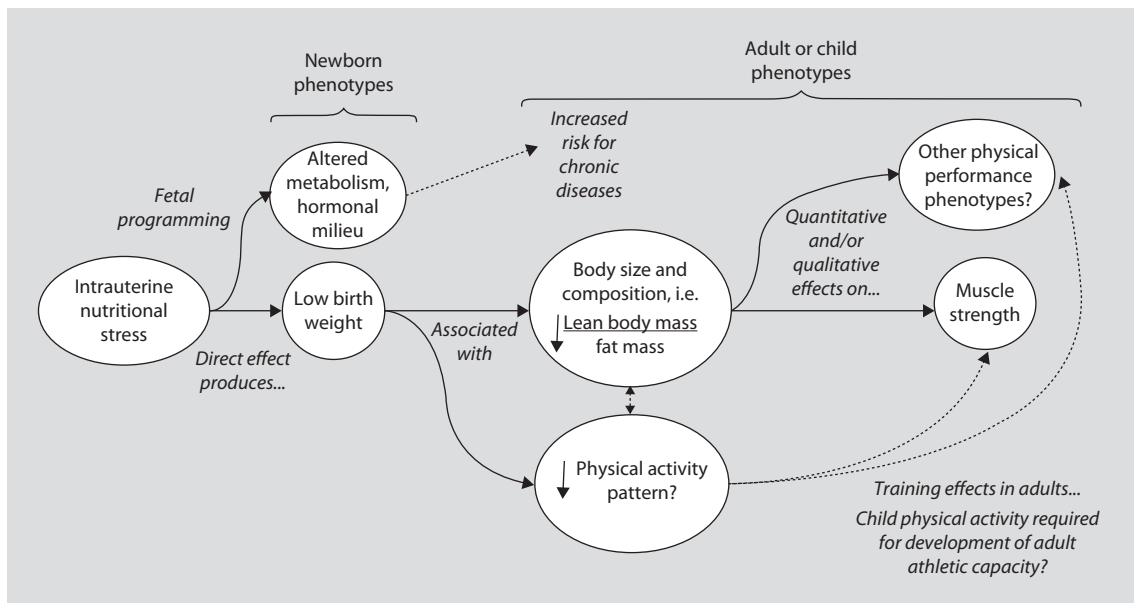 Newborn
phenotypes
Adult or child
phenotypes
Increased
risk for
chronic
diseases
Altered
metabolism,
hormonal
milieu
Other physical
performance
phenotypes?
Fetal
programming
Quantitative
and/or
qualitative
effects on...
Intrauterine
nutritional
stress
Low birth
weight
Body size and
composition, i.e.
Lean body mass
fat mass
Muscle
strength
Direct effect
produces...
Associated
with
Physical activity
pattern?
Training effects in adults...
Child physical activity required
for development of adult
athletic capacity?